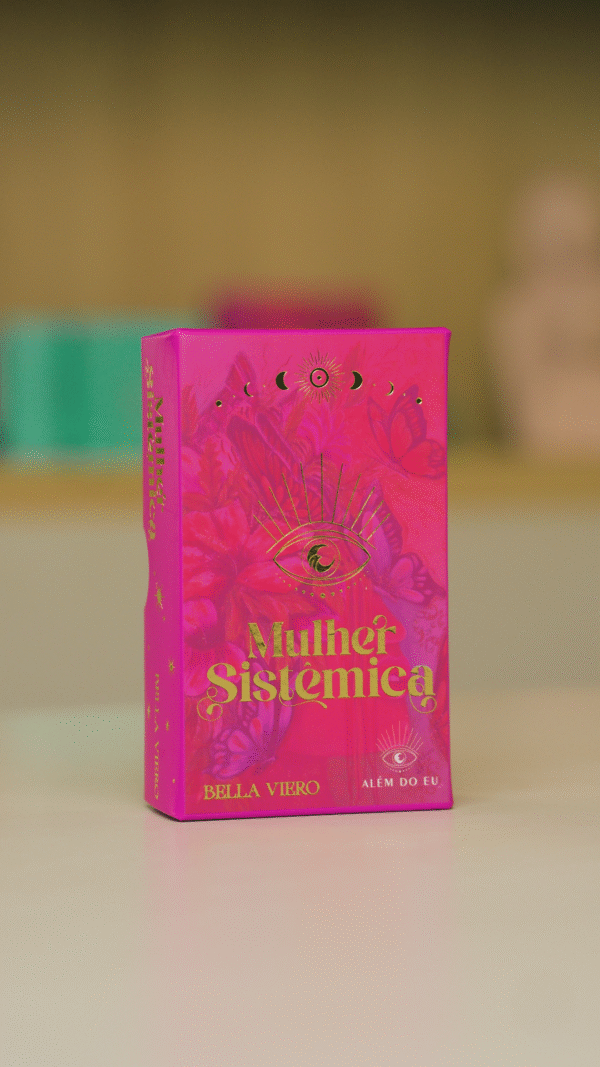 Mulher
Sistêmica
BELLA VIERO
ALÉM DO EU
Mulher
Sistêmica
BELLA VIERO